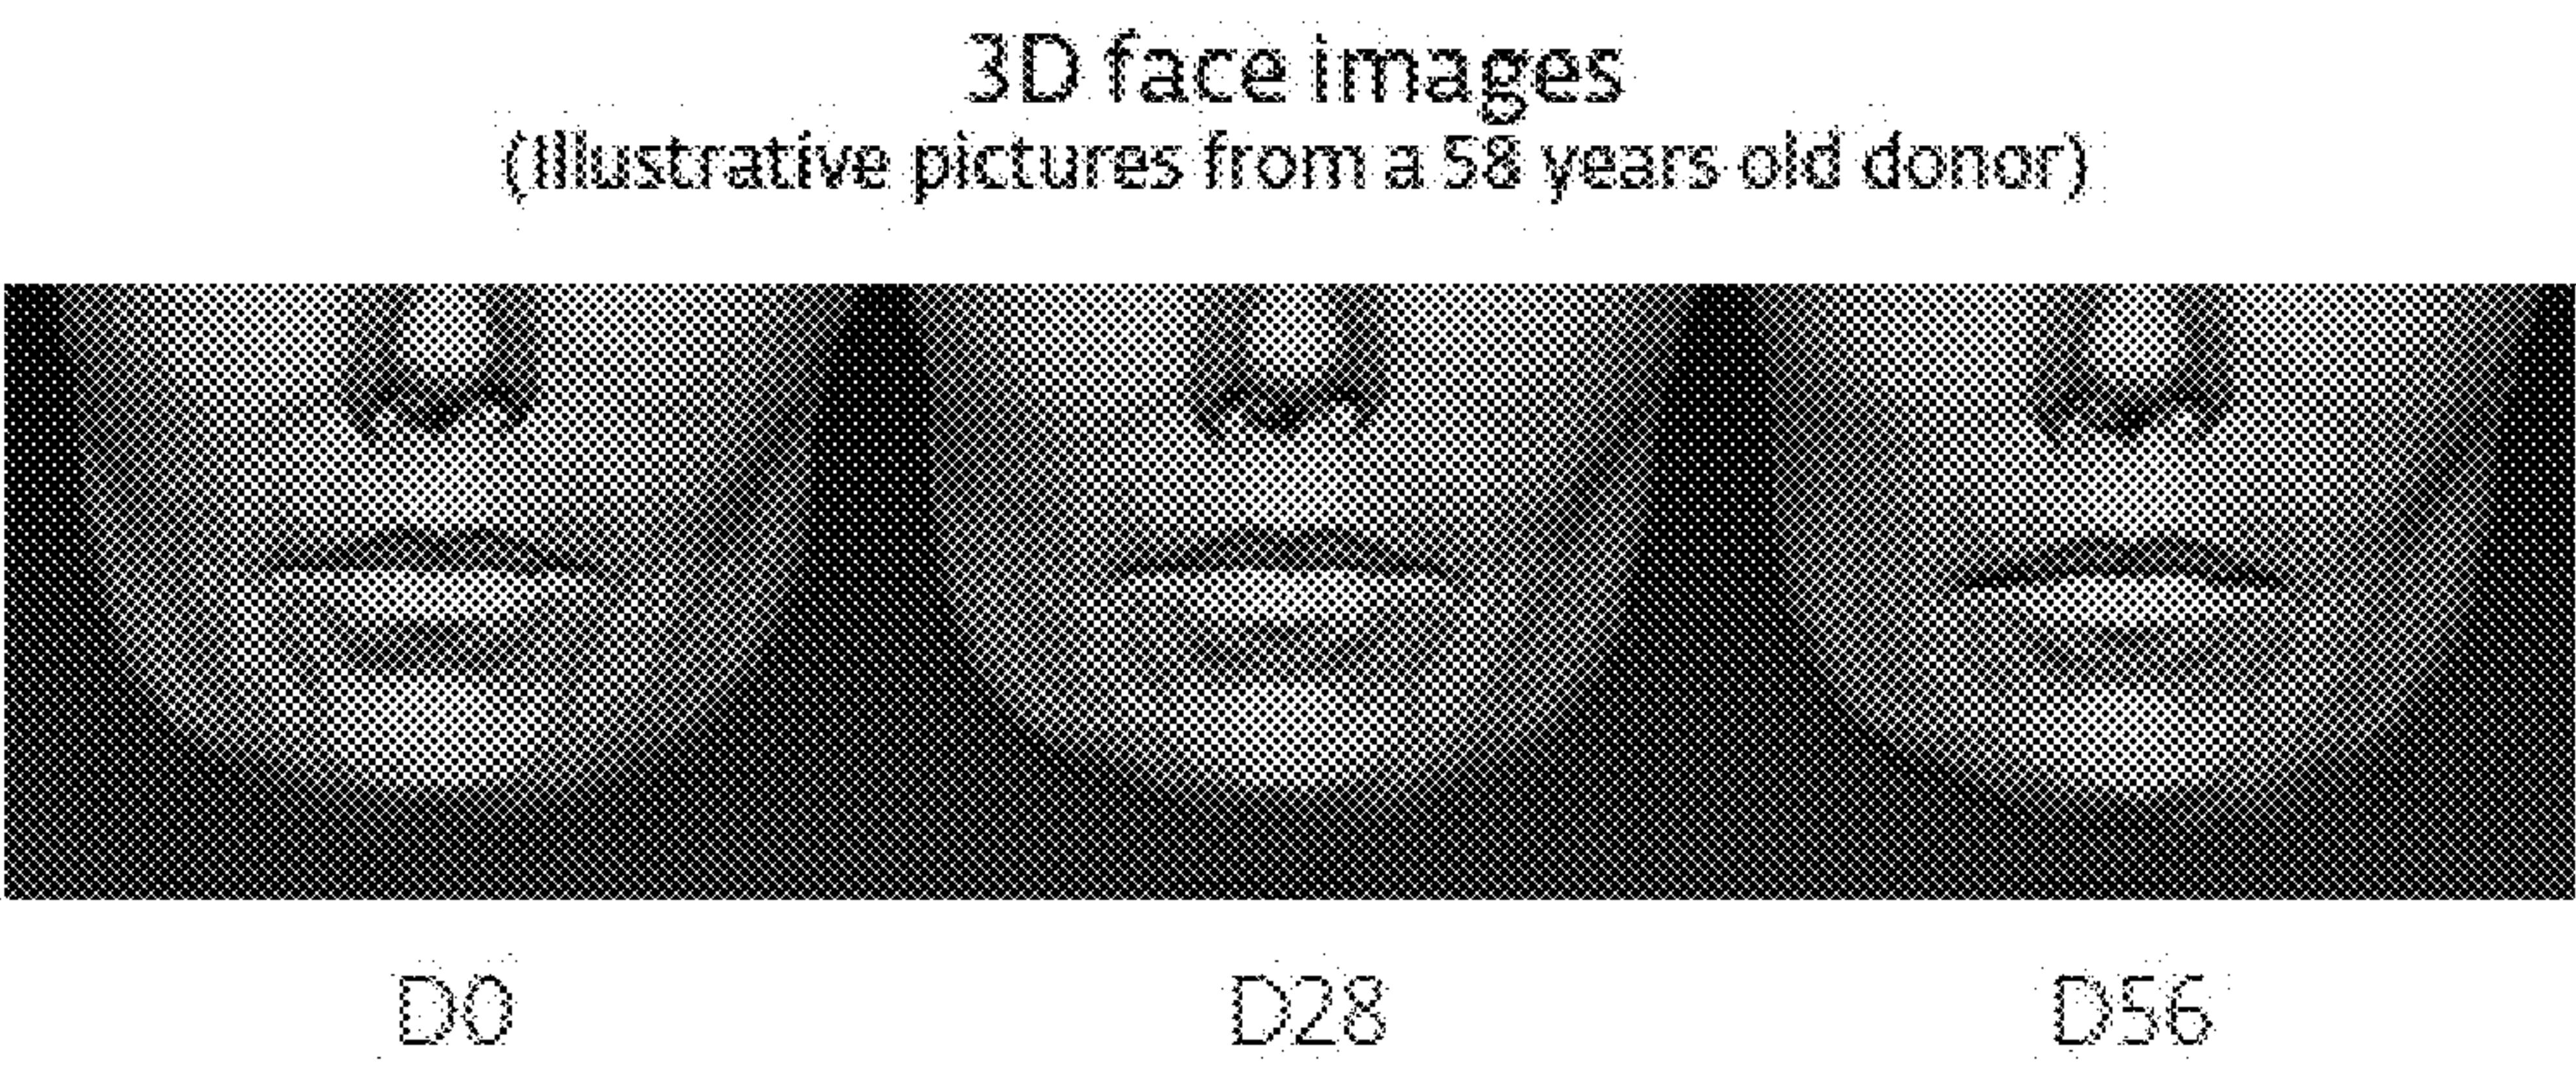 3D face images
(Illustrative pictures from a 58 years old donor)
D0 D28 D56